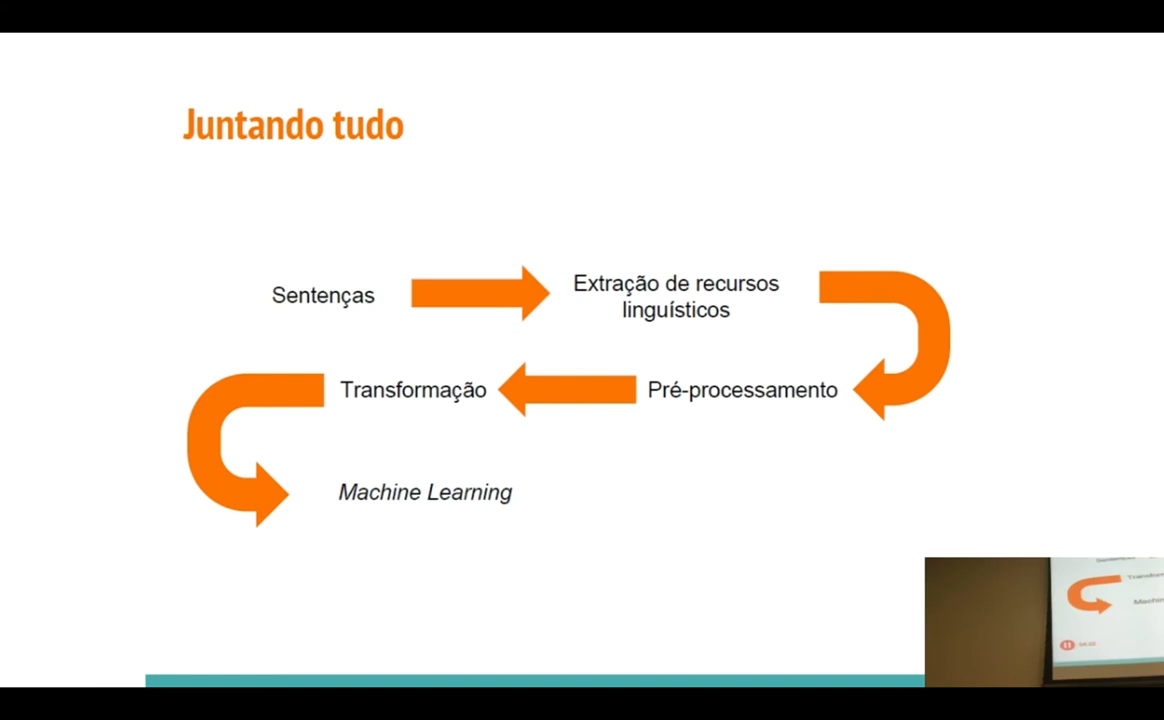 Juntando tudo
Sentenças
Extração de recursos
linguísticos
Pré-processamento
Transformação
Machine Learning